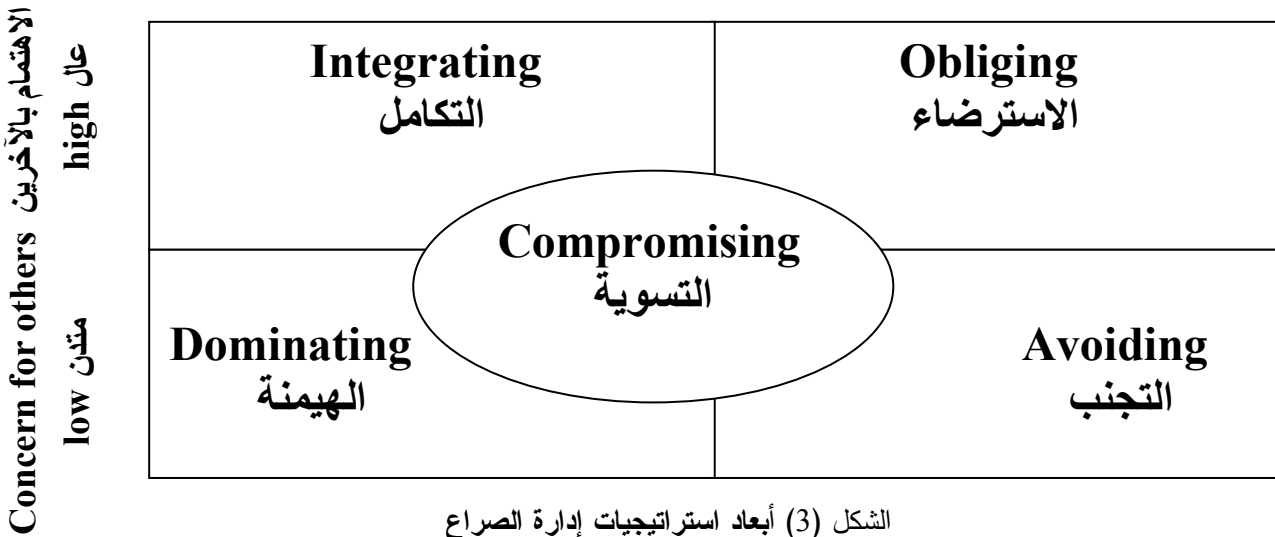 Concern for others الاهتمام بالآخرين
high عال
low متدن
Integrating
التكامل
Obliging
الاسترضاء
Compromising
التسوية
Dominating
الهيمنة
Avoiding
التجنب
الشكل (3) أبعاد استراتيجيات إدارة الصراع